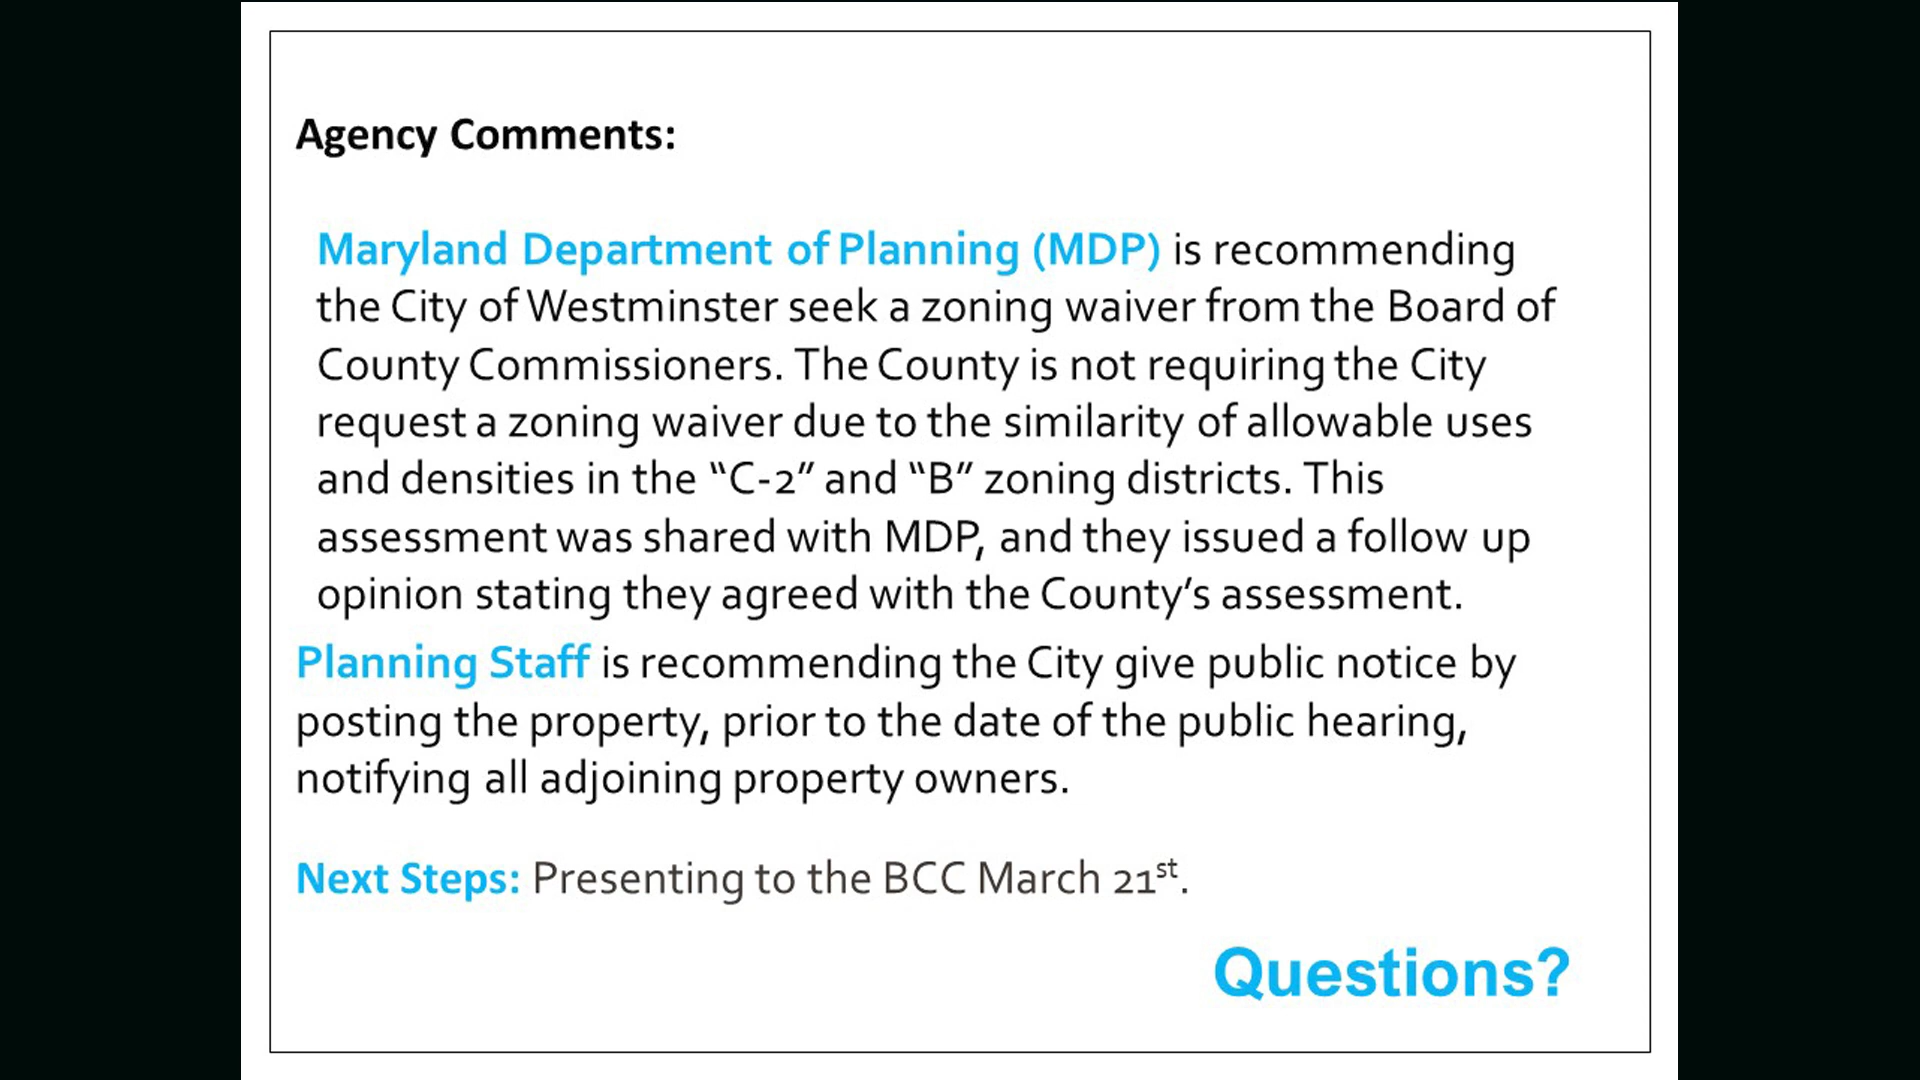 Agency Comments:
Maryland Department of Planning (MDP) is recommending
the City of Westminster seek a zoning waiver from the Board of
County Commissioners. The County is not requiring the City
request a zoning waiver due to the similarity of allowable uses
and densities in the “C-2” and “B” zoning districts. This
assessment was shared with MDP, and they issued a follow up
opinion stating they agreed with the County’s assessment.
Planning Staff is recommending the City give public notice by
posting the property, prior to the date of the public hearing,
notifying all adjoining property owners.
Next Steps: Presenting to the BCC March 21st.
Questions?